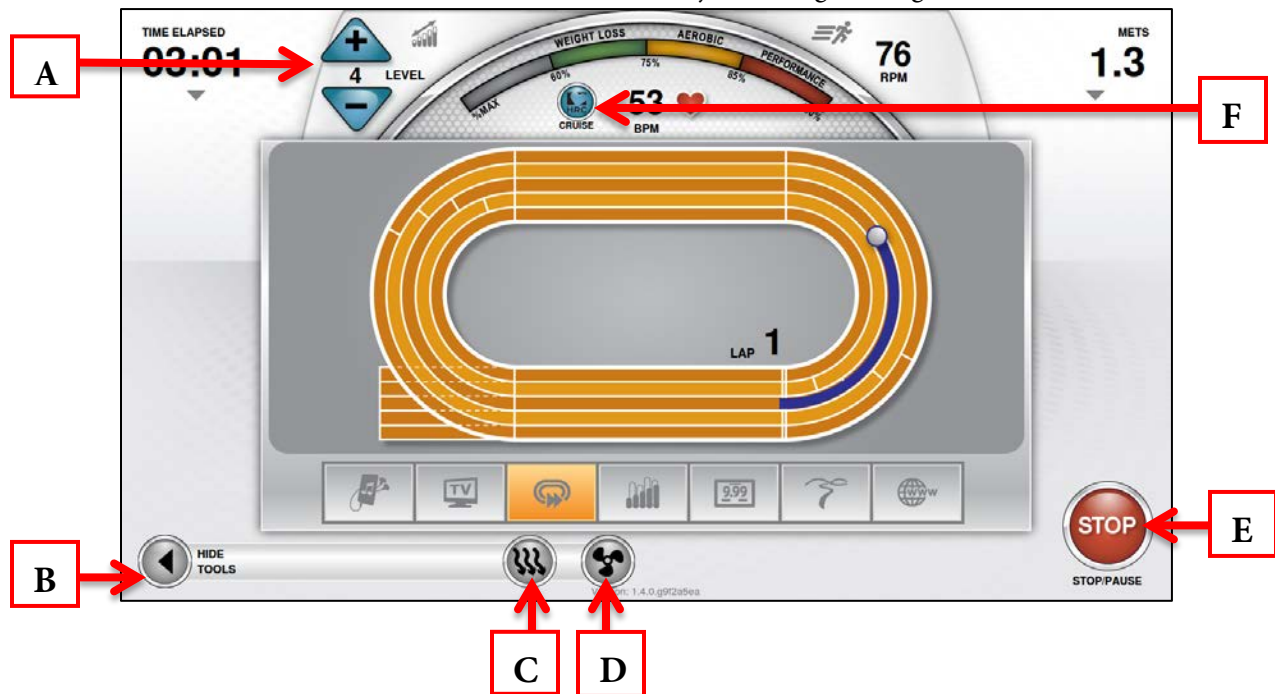 TIME ELAPSED
03:01
A
4 LEVEL
WEIGHT LOSS
AEROBIC
PERFORMANCE
%MAX
60%
75%
85%
76
RPM
METS
1.3
HRC
CRUISE
53
BPM
F
LAP 1
TV
9.99
WWW
B
HIDE
TOOLS
STOP
STOP/PAUSE
E
Version: 1.4.0.g9f2a5ea
C
D